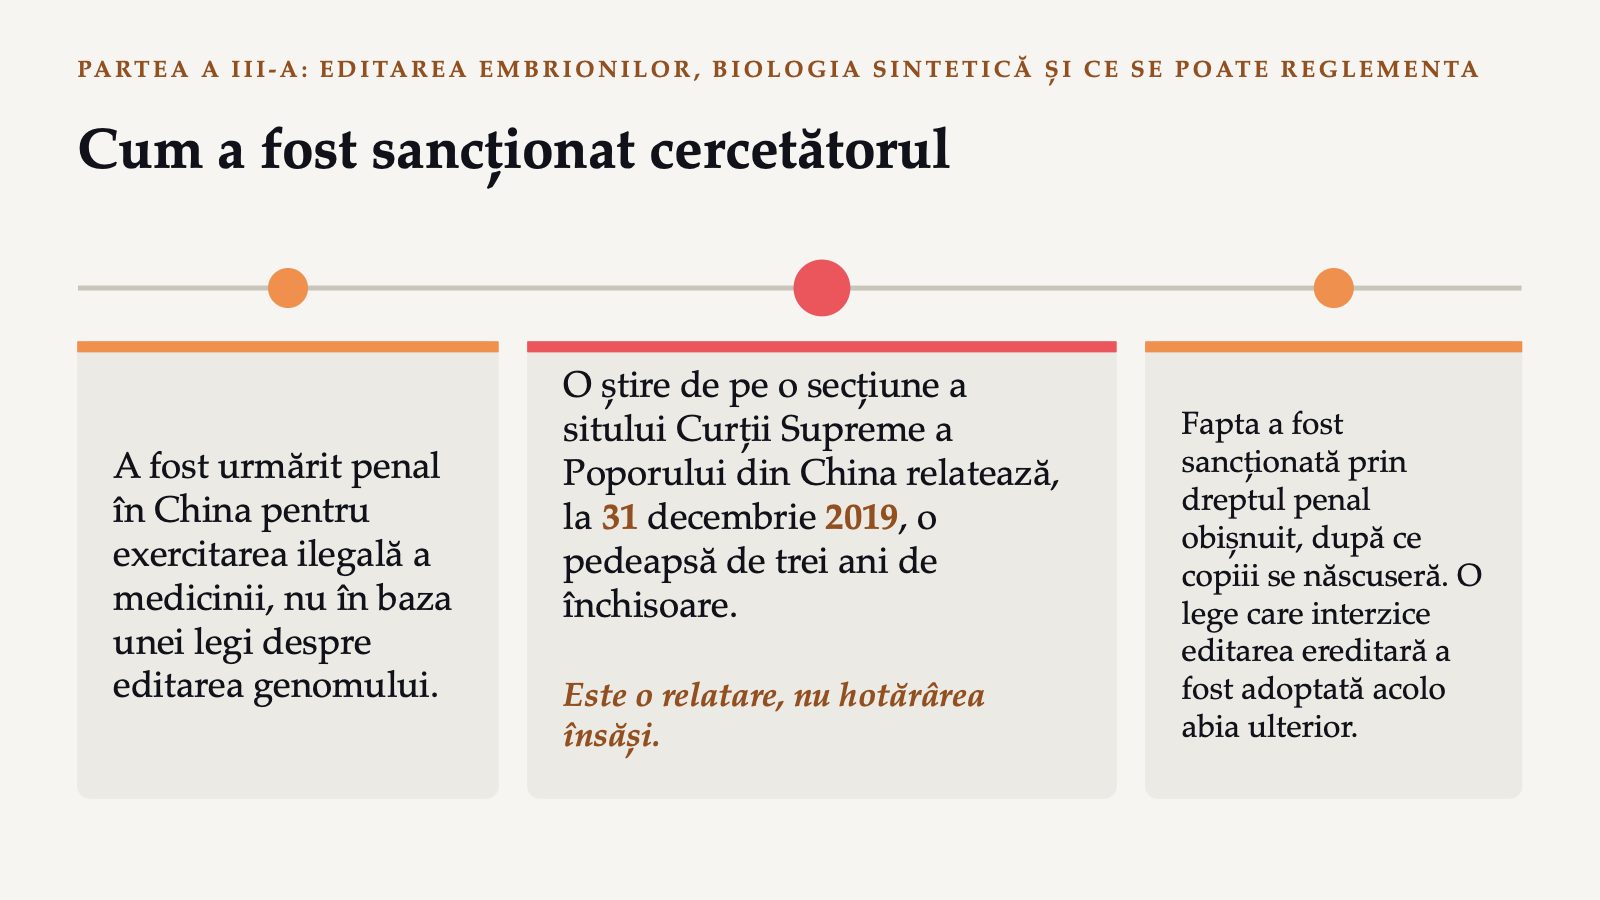 PARTEA A III-A: EDITAREA EMBRIONILOR, BIOLOGIA SINTETICĂ ȘI CE SE POATE REGLEMENTA
Cum a fost sancționat cercetătorul
A fost urmărit penal
în China pentru
exercitarea ilegală a
medicinii, nu în baza
unei legi despre
editarea genomului.
O știre de pe o secțiune a
sitului Curții Supreme a
Poporului din China relatează,
la 31 decembrie 2019, o
pedeapsă de trei ani de
închisoare.
Este o relatare, nu hotărârea
însăși.
Fapta a fost
sancționată prin
dreptul penal
obișnuit, după ce
copiii se născuseră. O
lege care interzice
editarea ereditară a
fost adoptată acolo
abia ulterior.